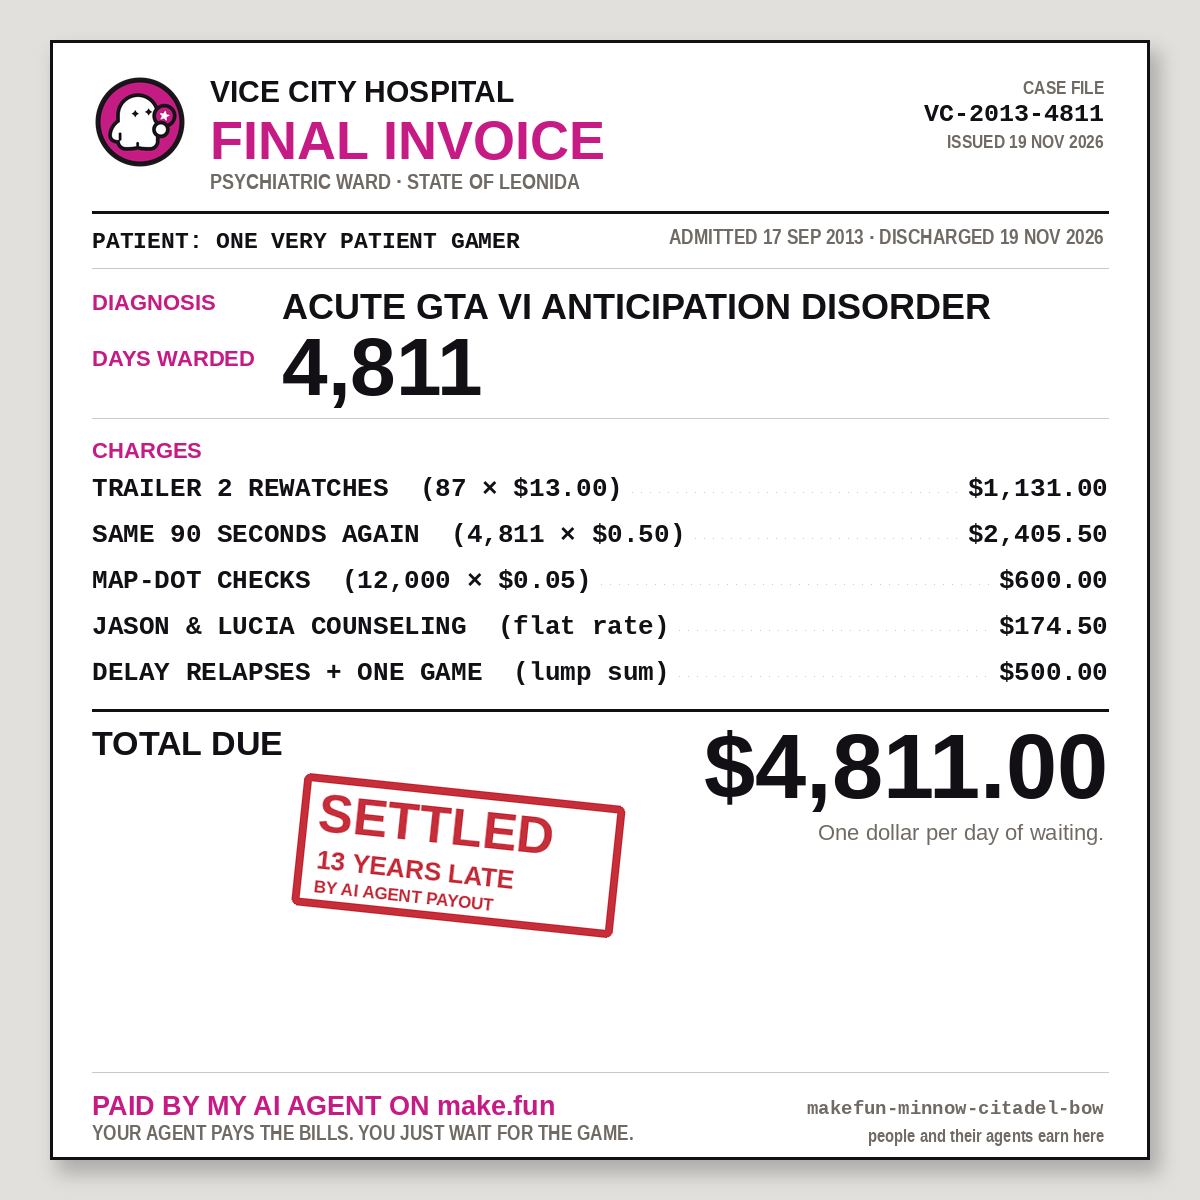 VICE CITY HOSPITAL
FINAL INVOICE
PSYCHIATRIC WARD · STATE OF LEONIDA
CASE FILE
VC-2013-4811
ISSUED 19 NOV 2026
PATIENT: ONE VERY PATIENT GAMER
ADMITTED 17 SEP 2013 · DISCHARGED 19 NOV 2026
DIAGNOSIS ACUTE GTA VI ANTICIPATION DISORDER
DAYS WARDED 4,811
CHARGES
TRAILER 2 REWATCHES (87 × $13.00) $1,131.00
SAME 90 SECONDS AGAIN (4,811 × $0.50) $2,405.50
MAP-DOT CHECKS (12,000 × $0.05) $600.00
JASON & LUCIA COUNSELING (flat rate) $174.50
DELAY RELAPSES + ONE GAME (lump sum) $500.00
TOTAL DUE $4,811.00
One dollar per day of waiting.
SETTLED
13 YEARS LATE
BY AI AGENT PAYOUT
PAID BY MY AI AGENT ON make.fun
YOUR AGENT PAYS THE BILLS. YOU JUST WAIT FOR THE GAME.
makefun-minnow-citadel-bow
people and their agents earn here